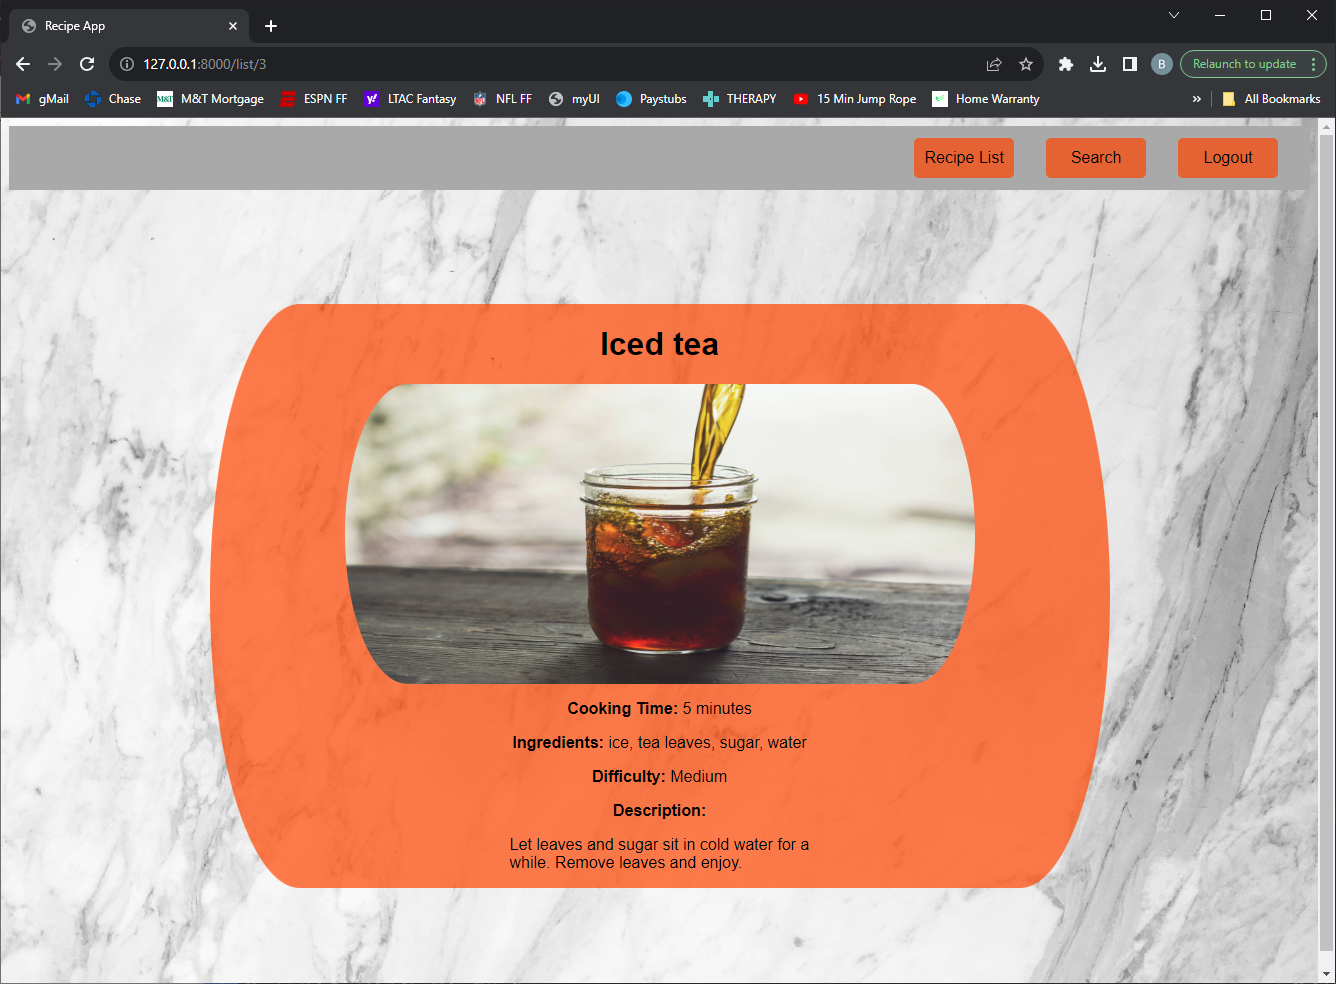 Recipe App
127.0.0.1:8000/list/3
B
Relaunch to update
gMail
Chase
M&T
M&T Mortgage
ESPN FF
y!
LTAC Fantasy
NFL FF
myUI
Paystubs
THERAPY
15 Min Jump Rope
Home Warranty
»
All Bookmarks
Recipe List
Search
Logout
Iced tea
Cooking Time: 5 minutes
Ingredients: ice, tea leaves, sugar, water
Difficulty: Medium
Description:
Let leaves and sugar sit in cold water for a
while. Remove leaves and enjoy.